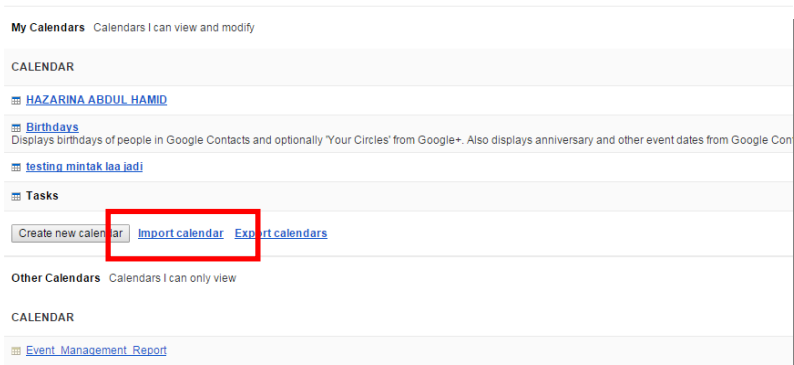 My Calendars Calendars I can view and modify
CALENDAR
HAZARINA ABDUL HAMID
Birthdays
Displays birthdays of people in Google Contacts and optionally 'Your Circles' from Google+. Also displays anniversary and other event dates from Google Con
testing mintak laa jadi
Tasks
Create new calendar Import calendar Export calendars
Other Calendars Calendars I can only view
CALENDAR
Event_Management_Report